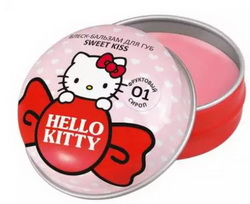 БЛЕСК-БАЛЬЗАМ ДЛЯ ГУБ
SWEET KISS
ФРУКТОВЫЙ
01
СИРОП
HELLO
KITTY